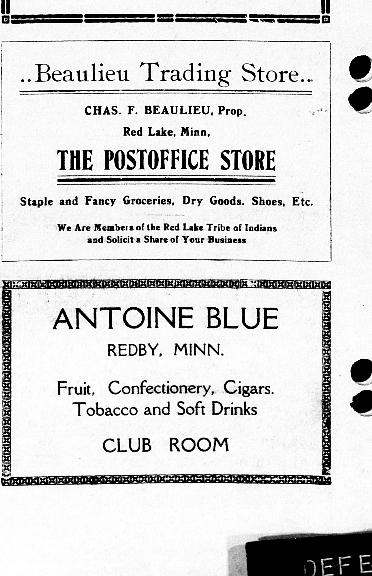 ..Beaulieu Trading Store..
CHAS. F. BEAULIEU, Prop.
Red Lake, Minn,
THE POSTOFFICE STORE
Staple and Fancy Groceries, Dry Goods. Shoes, Etc.
We Are Members of the Red Lake Tribe of Indians
and Solicit a Share of Your Business
ANTOINE BLUE
REDBY, MINN.
Fruit, Confectionery, Cigars.
Tobacco and Soft Drinks
CLUB ROOM
DEFE